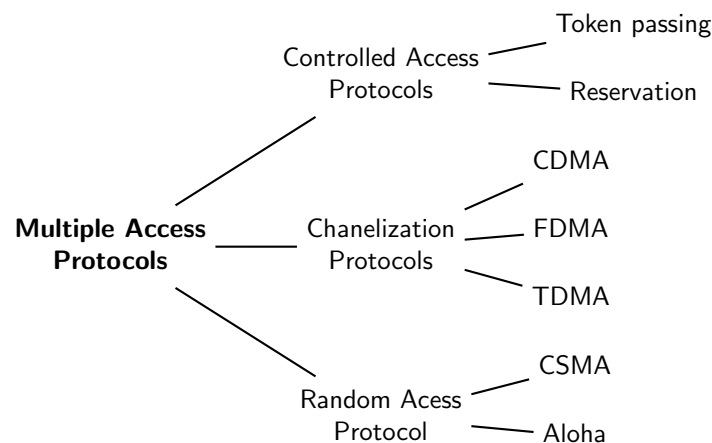 Token passing
Controlled Access
Protocols
Reservation
CDMA
Multiple Access
Protocols
Chanelization
Protocols
FDMA
TDMA
CSMA
Random Acess
Protocol
Aloha